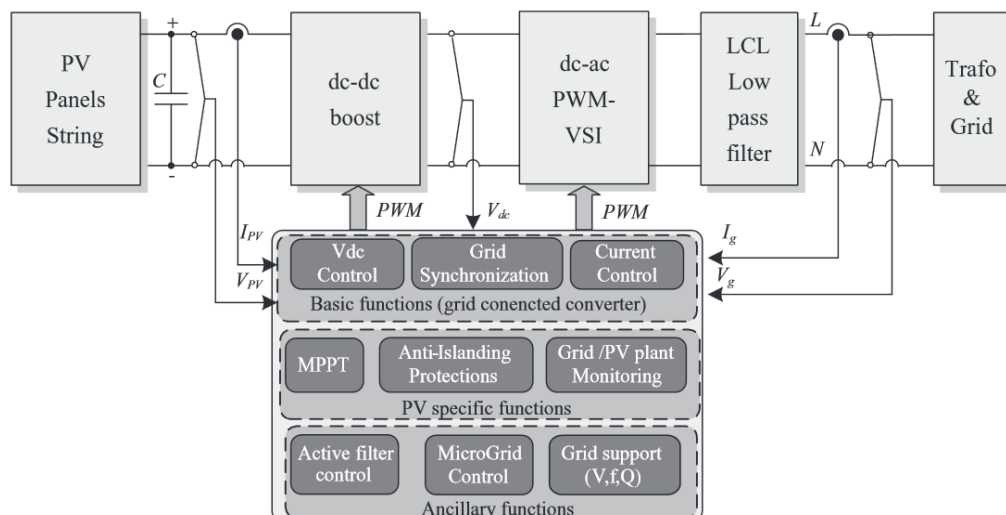 PV
Panels
String
+
C
-
dc-dc
boost
dc-ac
PWM-
VSI
LCL
Low
pass
filter
L
N
Trafo
&
Grid
PWM
V_dc
PWM
I_PV
V_PV
I_g
V_g
Vdc
Control
Grid
Synchronization
Current
Control
Basic functions (grid conencted converter)
MPPT
Anti-Islanding
Protections
Grid /PV plant
Monitoring
PV specific functions
Active filter
control
MicroGrid
Control
Grid support
(V,f,Q)
Ancillary functions